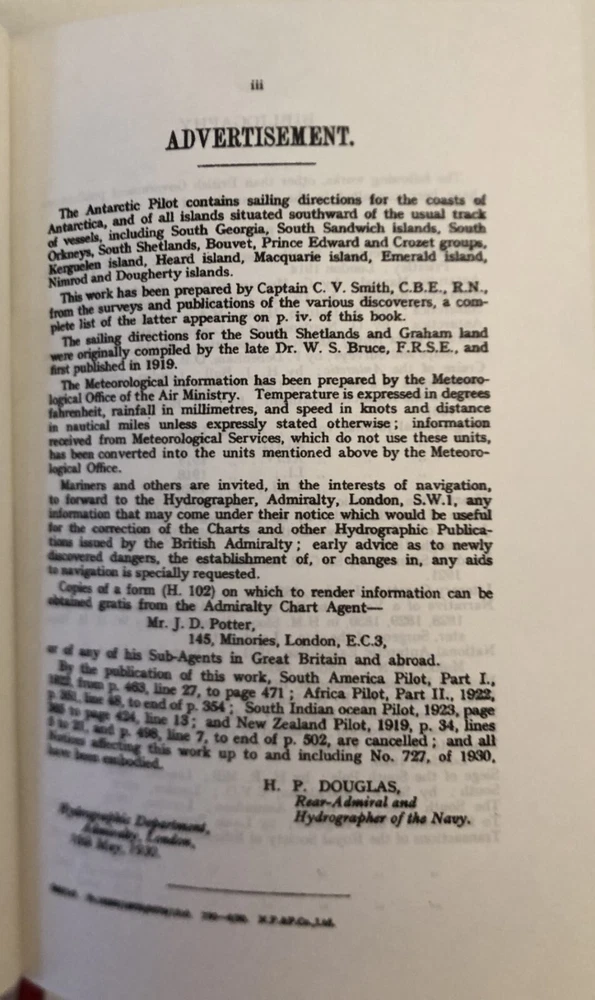 iii
ADVERTISEMENT.
The Antarctic Pilot contains sailing directions for the coasts of
Antarctica, and of all islands situated southward of the usual track
of vessels, including South Georgia, South Sandwich islands, South
Orkneys, South Shetlands, Bouvet, Prince Edward and Crozet groups,
Kerguelen island, Heard island, Macquarie island, Emerald island,
Nimrod and Dougherty islands.
This work has been prepared by Captain C. V. Smith, C.B.E., R.N.,
from the surveys and publications of the various discoverers, a com-
plete list of the latter appearing on p. iv. of this book.
The sailing directions for the South Shetlands and Graham land
were originally compiled by the late Dr. W. S. Bruce, F.R.S.E., and
first published in 1919.
The Meteorological information has been prepared by the Meteoro-
logical Office of the Air Ministry. Temperature is expressed in degrees
fahrenheit, rainfall in millimetres, and speed in knots and distance
in nautical miles unless expressly stated otherwise; information
received from Meteorological Services, which do not use these units,
has been converted into the units mentioned above by the Meteoro-
logical Office.
Mariners and others are invited, in the interests of navigation,
to forward to the Hydrographer, Admiralty, London, S.W.1, any
information that may come under their notice which would be useful
for the correction of the Charts and other Hydrographic Publica-
tions issued by the British Admiralty; early advice as to newly
discovered dangers, the establishment of, or changes in, any aids
to navigation is specially requested.
Copies of a form (H. 102) on which to render information can be
obtained gratis from the Admiralty Chart Agent—
Mr. J. D. Potter,
145, Minories, London, E.C.3,
or of any of his Sub-Agents in Great Britain and abroad.
By the publication of this work, South America Pilot, Part I.,
from p. 463, line 27, to page 471; Africa Pilot, Part II., 1922,
line 48, to end of p. 354; South Indian ocean Pilot, 1923, page
to page 424, line 13; and New Zealand Pilot, 1919, p. 34, lines
and p. 498, line 7, to end of p. 502, are cancelled; and all
Notices affecting this work up to and including No. 727, of 1930,
have been embodied.
H. P. DOUGLAS,
Rear-Admiral and
Hydrographer of the Navy.
Hydrographic Department,
Admiralty, London,
May, 1930.